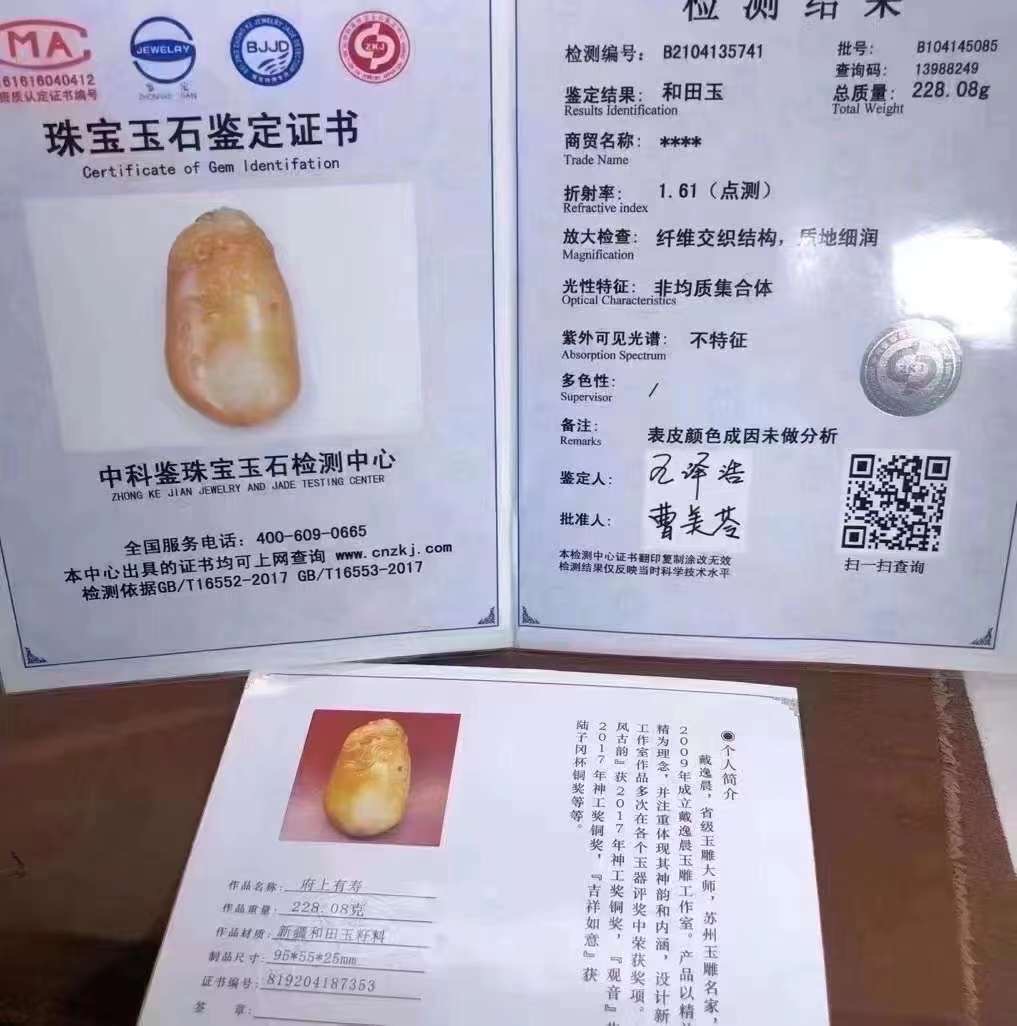 MA
161616040412
资质认定证书编号
JEWELRY
ZHONGBAO JIAN
BJJD
ZKJ
珠宝玉石鉴定证书
Certificate of Gem Identifation
中科鉴珠宝玉石检测中心
ZHONG KE JIAN JEWELRY AND JADE TESTING CENTER
全国服务电话：400-609-0665
本中心出具的证书均可上网查询 www.cnzkj.com
检测依据GB/T16552-2017 GB/T16553-2017
检测结果
检测编号：B2104135741
批号：B104145085
查询码：13988249
鉴定结果：和田玉
Results Identification
总质量：228.08g
Total Weight
商贸名称：****
Trade Name
折射率：1.61（点测）
Refractive index
放大检查：纤维交织结构，质地细润
Magnification
光性特征：非均质集合体
Optical Characteristics
紫外可见光谱：不特征
Absorption Spectrum
多色性：/
Supervisor
备注：表皮颜色成因未做分析
Remarks
鉴定人：
批准人：
ZKJ
本检测中心证书翻印复制涂改无效
检测结果仅反映当时科学技术水平
扫一扫查询
◉个人简介
戴逸晨，省级玉雕大师，苏州玉雕名家，
2009年成立戴逸晨玉雕工作室。产品以精
精为理念，并注重体现其神韵和内涵，设计新
工作室作品多次在各个玉器评奖中荣获奖项。
风古韵』获2017年神工奖铜奖，『观音』
2017年神工奖铜奖，『吉祥如意』获
陆子冈杯铜奖等等。
作品名称：府上有寿
作品重量：228.08克
作品材质：新疆和田玉籽料
制品尺寸：95*55*25mm
证书编号：819204187353
签 章：